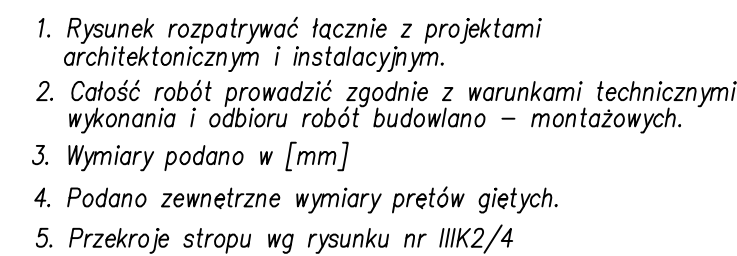 1. Rysunek rozpatrywać łącznie z projektami
architektonicznym i instalacyjnym.
2. Całość robót prowadzić zgodnie z warunkami technicznymi
wykonania i odbioru robót budowlano – montażowych.
3. Wymiary podano w [mm]
4. Podano zewnętrzne wymiary prętów giętych.
5. Przekroje stropu wg rysunku nr IIIK2/4